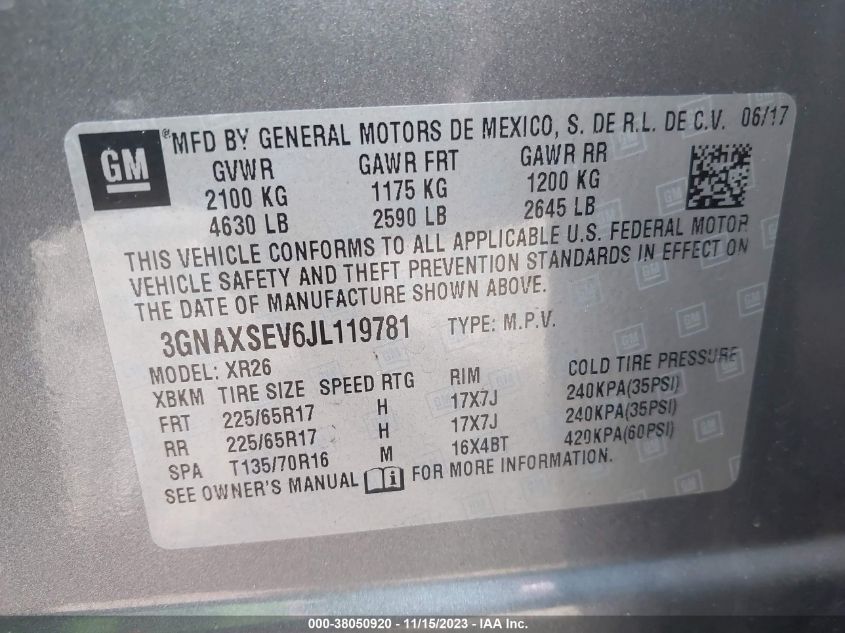 GM
®MFD BY GENERAL MOTORS DE MEXICO, S. DE R.L. DE C.V. 06/17
GVWR GAWR FRT GAWR RR
2100 KG 1175 KG 1200 KG
4630 LB 2590 LB 2645 LB
THIS VEHICLE CONFORMS TO ALL APPLICABLE U.S. FEDERAL MOTOR
VEHICLE SAFETY AND THEFT PREVENTION STANDARDS IN EFFECT ON
THE DATE OF MANUFACTURE SHOWN ABOVE.
3GNAXSEV6JL119781 TYPE: M.P.V.
MODEL: XR26
XBKM TIRE SIZE SPEED RTG RIM COLD TIRE PRESSURE
FRT 225/65R17 H 17X7J 240KPA(35PSI)
RR 225/65R17 H 17X7J 240KPA(35PSI)
SPA T135/70R16 M 16X4BT 420KPA(60PSI)
SEE OWNER'S MANUAL i FOR MORE INFORMATION.
000-38050920 - 11/15/2023 - IAA Inc.